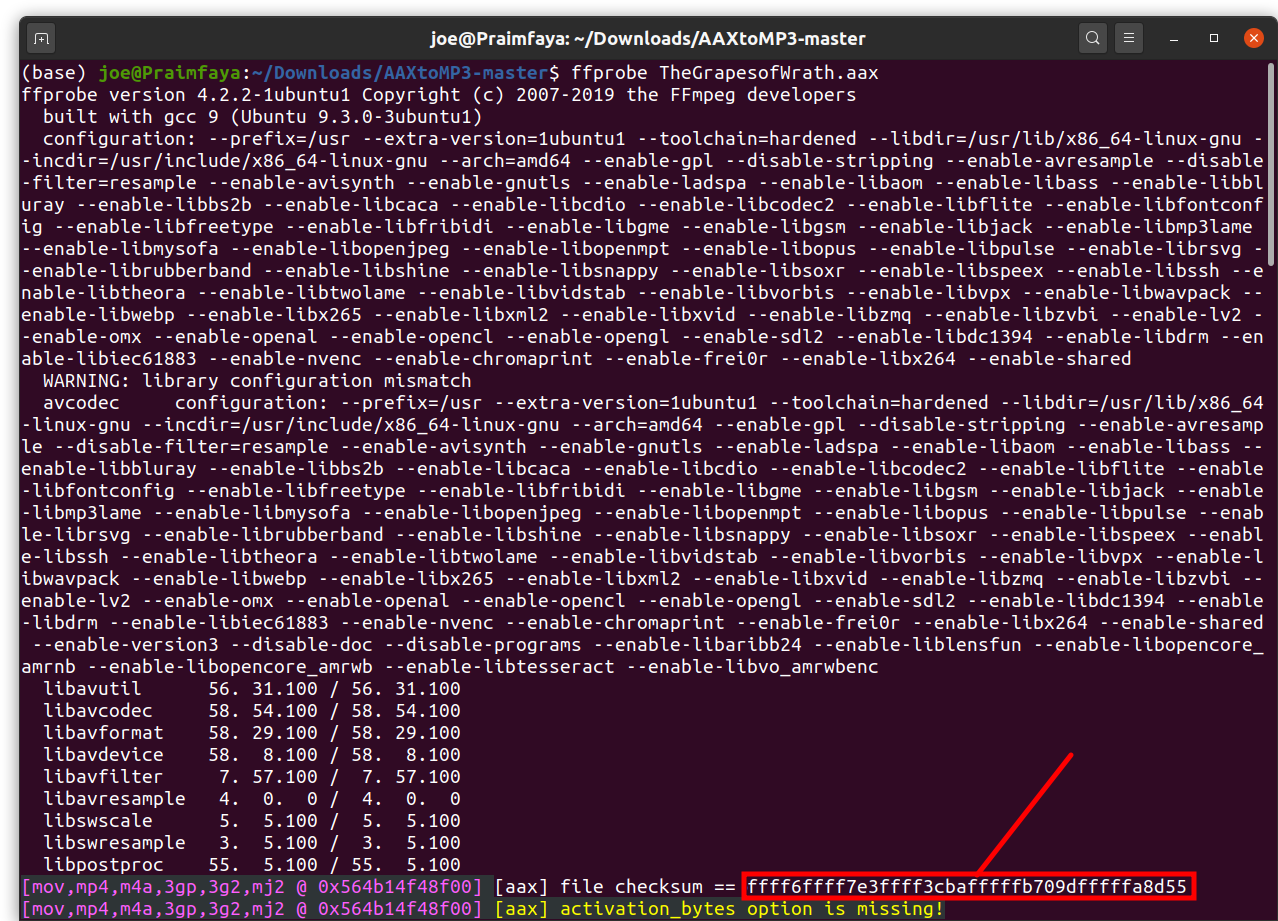 joe@Praimfaya: ~/Downloads/AAXtoMP3-master
(base) joe@Praimfaya:~/Downloads/AAXtoMP3-master$ ffprobe TheGrapesofWrath.aax
ffprobe version 4.2.2-1ubuntu1 Copyright (c) 2007-2019 the FFmpeg developers
  built with gcc 9 (Ubuntu 9.3.0-3ubuntu1)
  configuration: --prefix=/usr --extra-version=1ubuntu1 --toolchain=hardened --libdir=/usr/lib/x86_64-linux-gnu -
-incdir=/usr/include/x86_64-linux-gnu --arch=amd64 --enable-gpl --disable-stripping --enable-avresample --disable
-filter=resample --enable-avisynth --enable-gnutls --enable-ladspa --enable-libaom --enable-libass --enable-libbl
uray --enable-libbs2b --enable-libcaca --enable-libcdio --enable-libcodec2 --enable-libflite --enable-libfontconf
ig --enable-libfreetype --enable-libfribidi --enable-libgme --enable-libgsm --enable-libjack --enable-libmp3lame
--enable-libmysofa --enable-libopenjpeg --enable-libopenmpt --enable-libopus --enable-libpulse --enable-librsvg -
-enable-librubberband --enable-libshine --enable-libsnappy --enable-libsoxr --enable-libspeex --enable-libssh --e
nable-libtheora --enable-libtwolame --enable-libvidstab --enable-libvorbis --enable-libvpx --enable-libwavpack --
enable-libwebp --enable-libx265 --enable-libxml2 --enable-libxvid --enable-libzmq --enable-libzvbi --enable-lv2 -
-enable-omx --enable-openal --enable-opencl --enable-opengl --enable-sdl2 --enable-libdc1394 --enable-libdrm --en
able-libiec61883 --enable-nvenc --enable-chromaprint --enable-frei0r --enable-libx264 --enable-shared
  WARNING: library configuration mismatch
  avcodec     configuration: --prefix=/usr --extra-version=1ubuntu1 --toolchain=hardened --libdir=/usr/lib/x86_64
-linux-gnu --incdir=/usr/include/x86_64-linux-gnu --arch=amd64 --enable-gpl --disable-stripping --enable-avresamp
le --disable-filter=resample --enable-avisynth --enable-gnutls --enable-ladspa --enable-libaom --enable-libass --
enable-libbluray --enable-libbs2b --enable-libcaca --enable-libcdio --enable-libcodec2 --enable-libflite --enable
-libfontconfig --enable-libfreetype --enable-libfribidi --enable-libgme --enable-libgsm --enable-libjack --enable
-libmp3lame --enable-libmysofa --enable-libopenjpeg --enable-libopenmpt --enable-libopus --enable-libpulse --enab
le-librsvg --enable-librubberband --enable-libshine --enable-libsnappy --enable-libsoxr --enable-libspeex --enabl
e-libssh --enable-libtheora --enable-libtwolame --enable-libvidstab --enable-libvorbis --enable-libvpx --enable-l
ibwavpack --enable-libwebp --enable-libx265 --enable-libxml2 --enable-libxvid --enable-libzmq --enable-libzvbi --
enable-lv2 --enable-omx --enable-openal --enable-opencl --enable-opengl --enable-sdl2 --enable-libdc1394 --enable
-libdrm --enable-libiec61883 --enable-nvenc --enable-chromaprint --enable-frei0r --enable-libx264 --enable-shared
 --enable-version3 --disable-doc --disable-programs --enable-libaribb24 --enable-liblensfun --enable-libopencore_
amrnb --enable-libopencore_amrwb --enable-libtesseract --enable-libvo_amrwbenc
  libavutil      56. 31.100 / 56. 31.100
  libavcodec     58. 54.100 / 58. 54.100
  libavformat    58. 29.100 / 58. 29.100
  libavdevice    58.  8.100 / 58.  8.100
  libavfilter     7. 57.100 /  7. 57.100
  libavresample   4.  0.  0 /  4.  0.  0
  libswscale      5.  5.100 /  5.  5.100
  libswresample   3.  5.100 /  3.  5.100
  libpostproc    55.  5.100 / 55.  5.100
[mov,mp4,m4a,3gp,3g2,mj2 @ 0x564b14f48f00] [aax] file checksum == ffff6ffff7e3ffff3cbafffffb709dfffffa8d55
[mov,mp4,m4a,3gp,3g2,mj2 @ 0x564b14f48f00] [aax] activation_bytes option is missing!